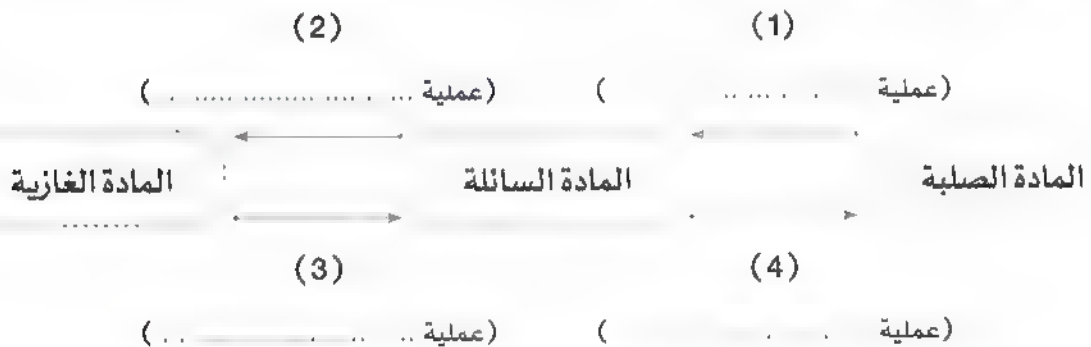 (1) (2)
(عملية ........) (عملية ........................)
المادة الصلبة المادة السائلة المادة الغازية
........
(4) (3)
(عملية ........) (عملية ........................)